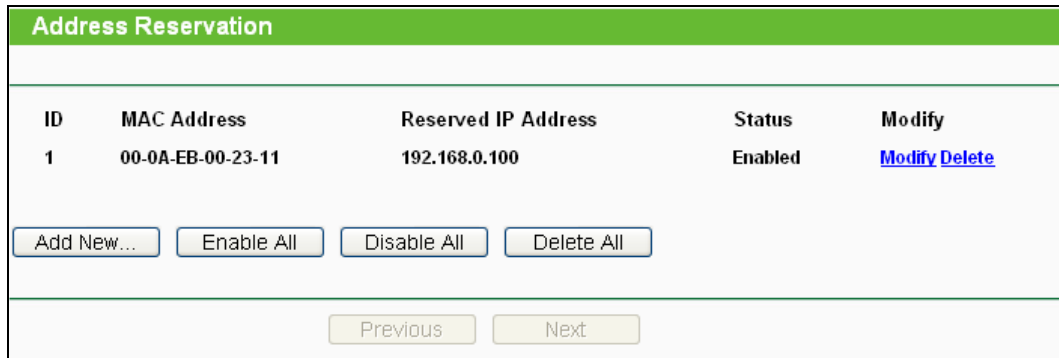 Address Reservation
ID MAC Address Reserved IP Address Status Modify
1 00-0A-EB-00-23-11 192.168.0.100 Enabled Modify Delete
Add New... Enable All Disable All Delete All
Previous Next